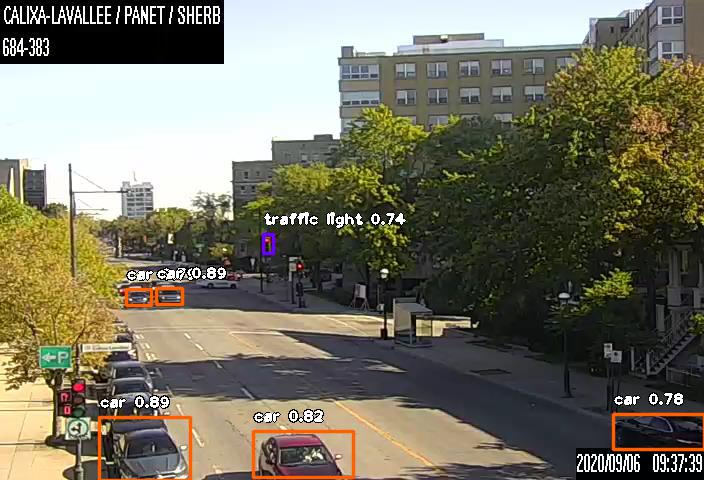 CALIXA-LAVALLEE / PANET / SHERB
684-383
traffic light 0.74
car 0.89
car 0.89
car 0.82
car 0.78
P
2020/09/06 09:37:39